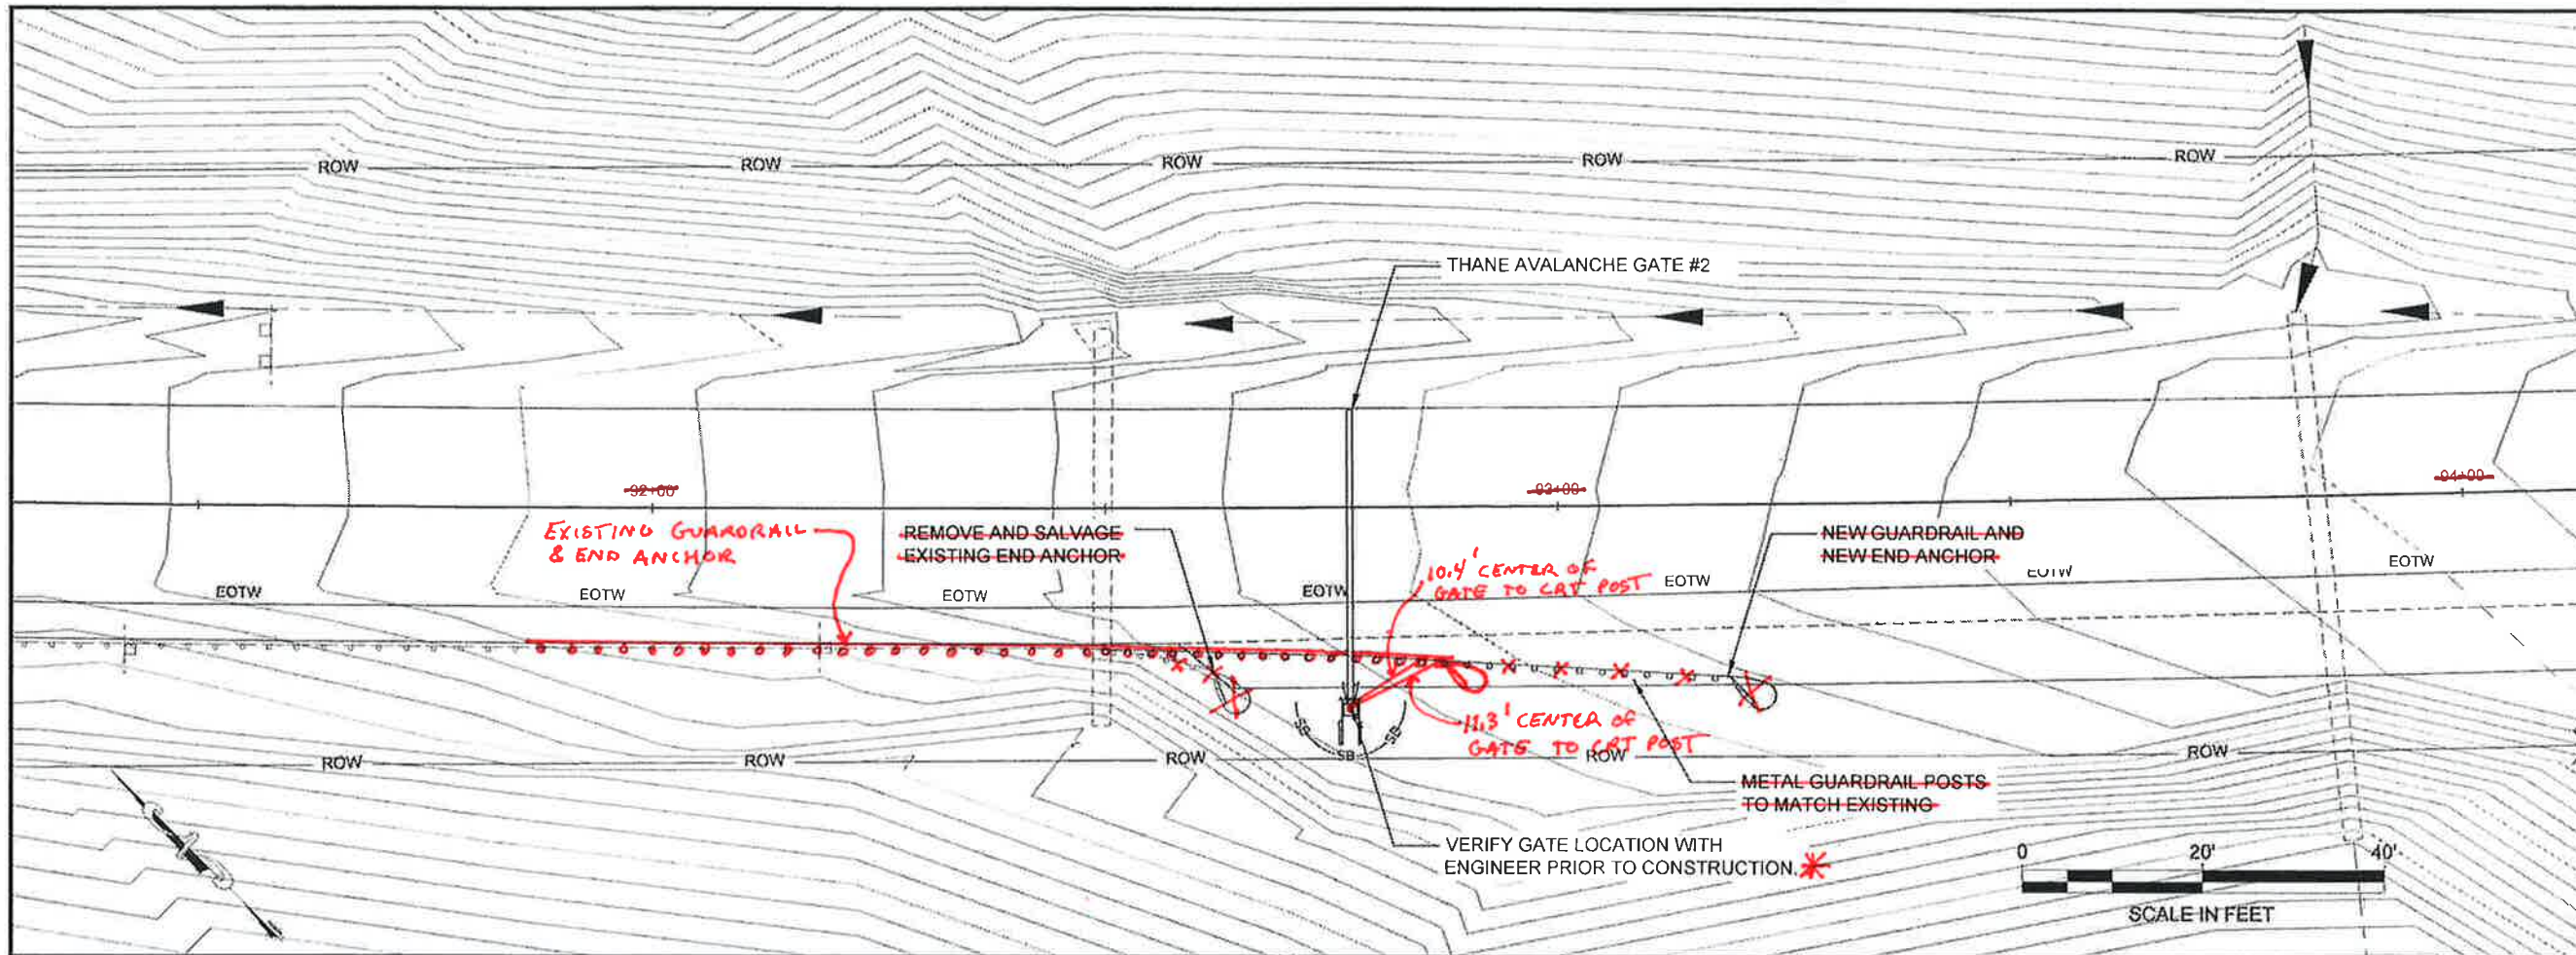 ROW ROW ROW ROW ROW
THANE AVALANCHE GATE #2
92+00 93+00 94+00
EXISTING GUARDRAIL
& END ANCHOR
REMOVE AND SALVAGE
EXISTING END ANCHOR
10.4' CENTER OF
GATE TO CRT POST
NEW GUARDRAIL AND
NEW END ANCHOR
EOTW EOTW EOTW EOTW EOTW EOTW EOTW
11.3' CENTER OF
GATE TO CRT POST
SB SB SB
ROW ROW ROW ROW ROW
METAL GUARDRAIL POSTS
TO MATCH EXISTING
VERIFY GATE LOCATION WITH
ENGINEER PRIOR TO CONSTRUCTION.*
0 20' 40'
SCALE IN FEET